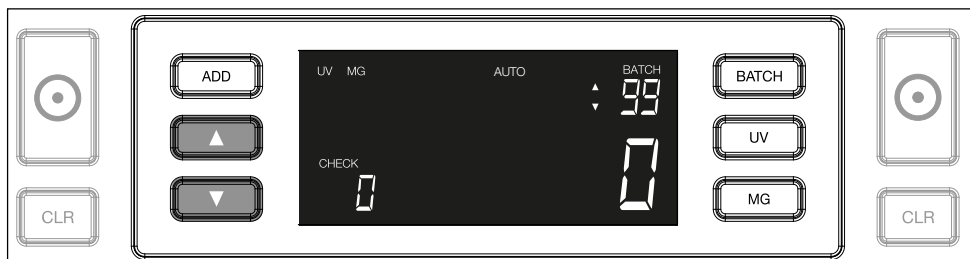 ADD
CLR
UV MG AUTO BATCH
99
CHECK
0
0
BATCH
UV
MG
CLR